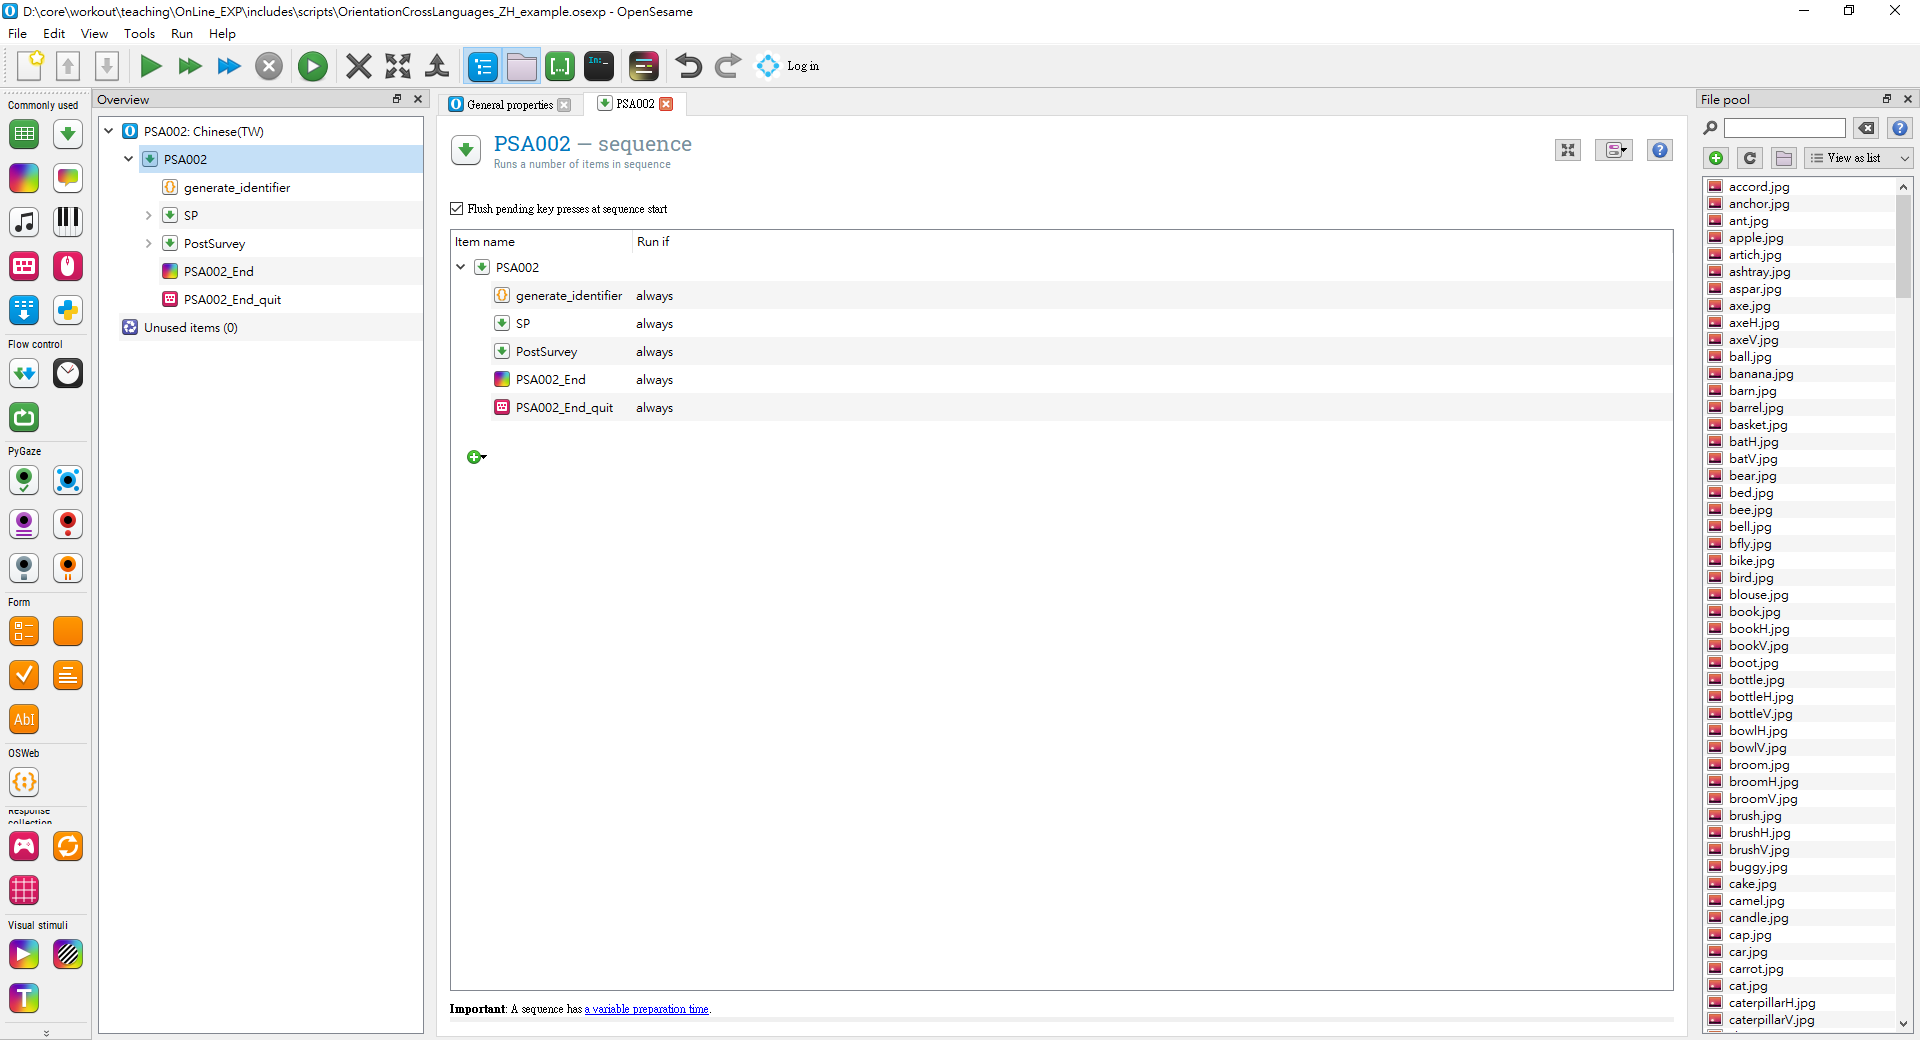 D:\core\workout\teaching\OnLine_EXP\includes\scripts\OrientationCrossLanguages_ZH_example.osexp - OpenSesame
File Edit View Tools Run Help
In:_
Log in
Commonly used
Flow control
PyGaze
Form
AbI
OSWeb
Response
collection
Visual stimuli
T
Overview
PSA002: Chinese(TW)
PSA002
generate_identifier
SP
PostSurvey
PSA002_End
PSA002_End_quit
Unused items (0)
General properties
PSA002
PSA002 — sequence
Runs a number of items in sequence
Flush pending key presses at sequence start
Item name Run if
PSA002
generate_identifier always
SP always
PostSurvey always
PSA002_End always
PSA002_End_quit always
Important: A sequence has a variable preparation time.
File pool
View as list
accord.jpg
anchor.jpg
ant.jpg
apple.jpg
artich.jpg
ashtray.jpg
aspar.jpg
axe.jpg
axeH.jpg
axeV.jpg
ball.jpg
banana.jpg
barn.jpg
barrel.jpg
basket.jpg
batH.jpg
batV.jpg
bear.jpg
bed.jpg
bee.jpg
bell.jpg
bfly.jpg
bike.jpg
bird.jpg
blouse.jpg
book.jpg
bookH.jpg
bookV.jpg
boot.jpg
bottle.jpg
bottleH.jpg
bottleV.jpg
bowlH.jpg
bowlV.jpg
broom.jpg
broomH.jpg
broomV.jpg
brush.jpg
brushH.jpg
brushV.jpg
buggy.jpg
cake.jpg
camel.jpg
candle.jpg
cap.jpg
car.jpg
carrot.jpg
cat.jpg
caterpillarH.jpg
caterpillarV.jpg